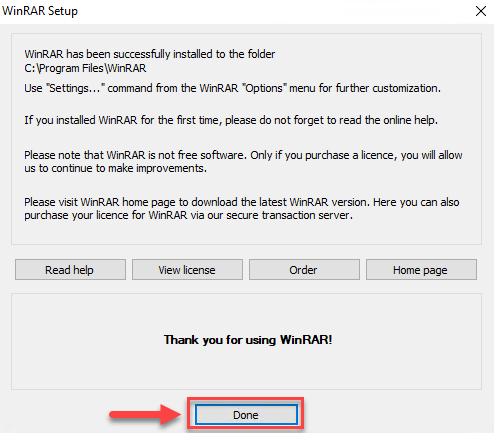 WinRAR Setup
WinRAR has been successfully installed to the folder
C:\Program Files\WinRAR
Use "Settings..." command from the WinRAR "Options" menu for further customization.
If you installed WinRAR for the first time, please do not forget to read the online help.
Please note that WinRAR is not free software. Only if you purchase a licence, you will allow
us to continue to make improvements.
Please visit WinRAR home page to download the latest WinRAR version. Here you can also
purchase your licence for WinRAR via our secure transaction server.
Read help
View license
Order
Home page
Thank you for using WinRAR!
Done